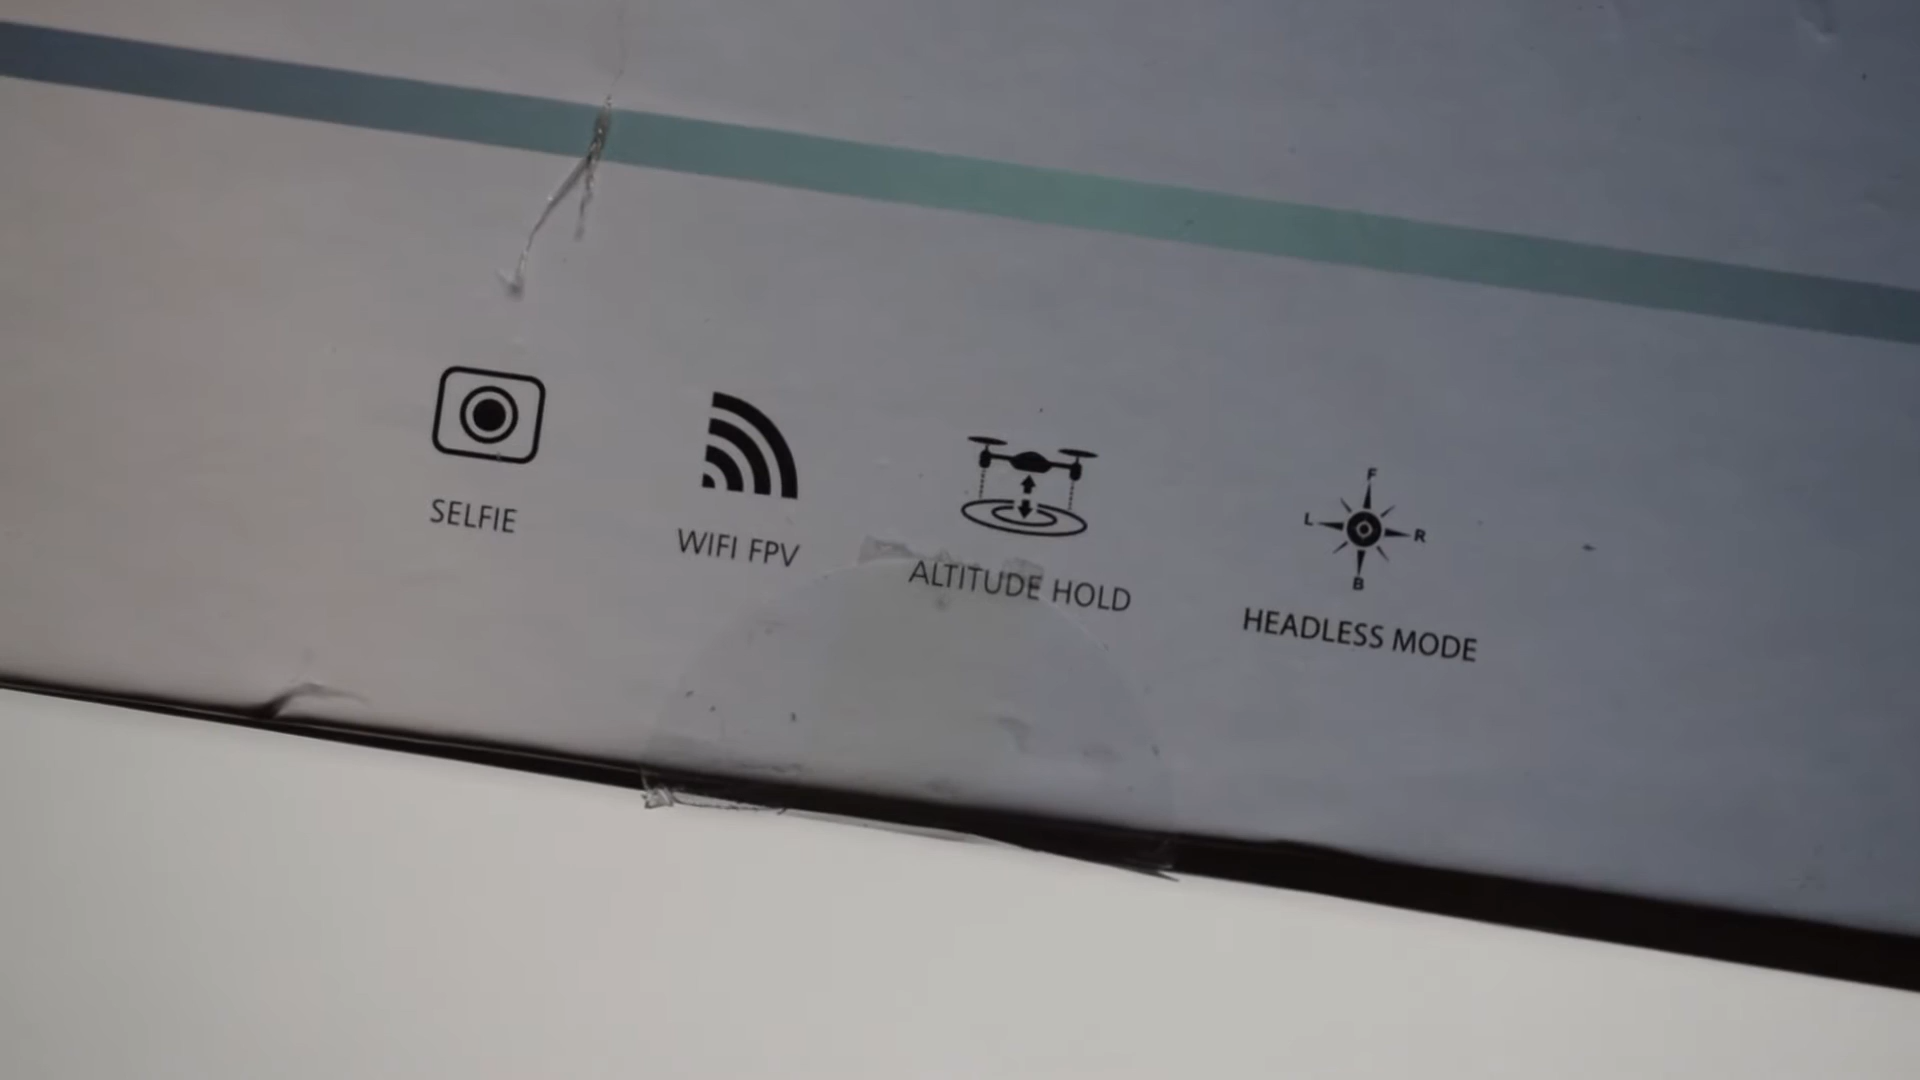 SELFIE
WIFI FPV
ALTITUDE HOLD
F
L
R
B
HEADLESS MODE